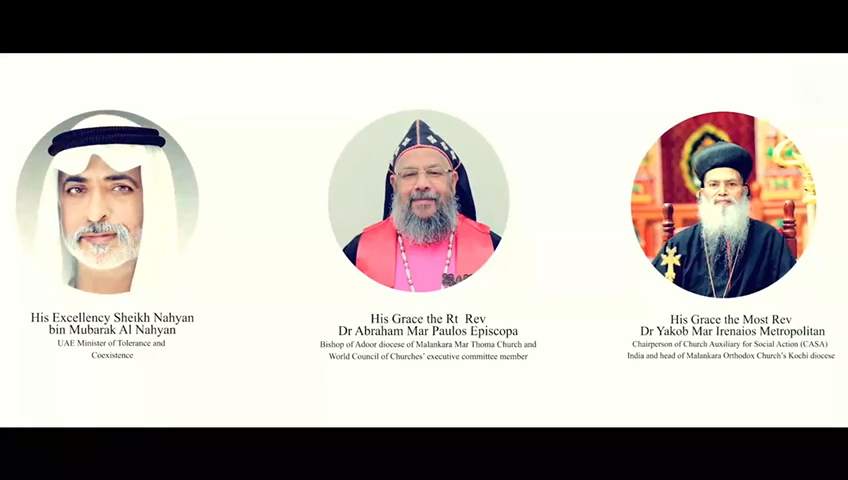 His Excellency Sheikh Nahyan
bin Mubarak Al Nahyan
UAE Minister of Tolerance and
Coexistence
His Grace the Rt Rev
Dr Abraham Mar Paulos Episcopa
Bishop of Adoor diocese of Malankara Mar Thoma Church and
World Council of Churches' executive committee member
His Grace the Most Rev
Dr Yakob Mar Irenaios Metropolitan
Chairperson of Church Auxiliary for Social Action (CASA)
India and head of Malankara Orthodox Church's Kochi diocese